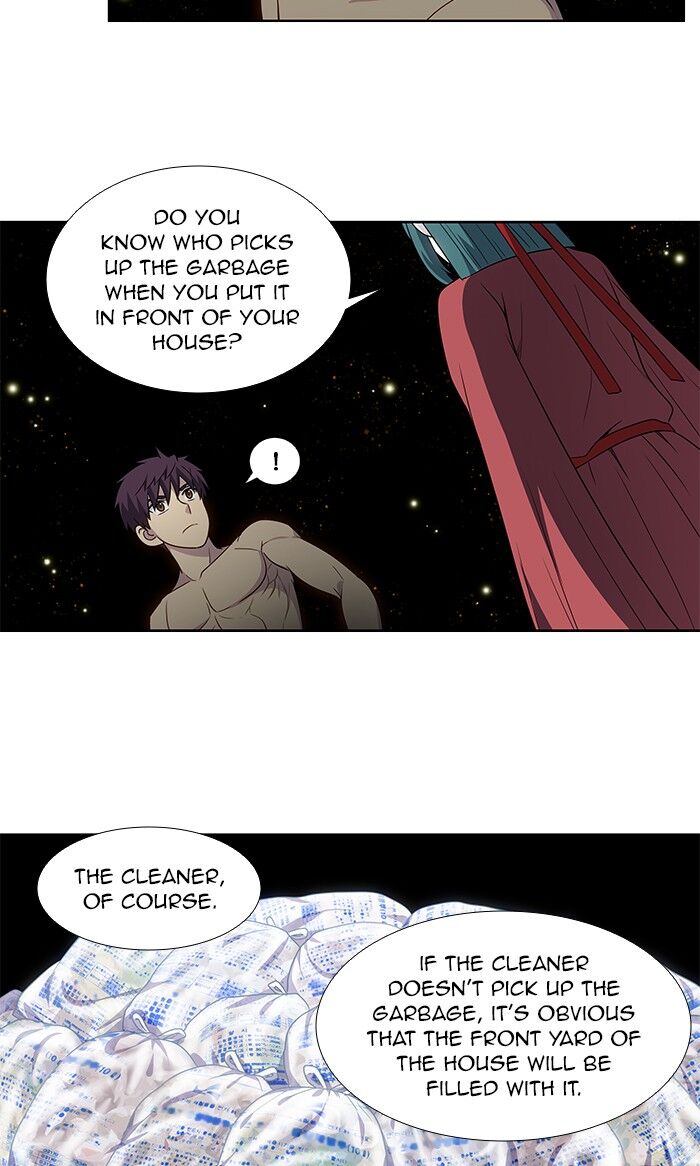 DO YOU
KNOW WHO PICKS
UP THE GARBAGE
WHEN YOU PUT IT
IN FRONT OF YOUR
HOUSE?
!
THE CLEANER,
OF COURSE.
IF THE CLEANER
DOESN'T PICK UP THE
GARBAGE, IT'S OBVIOUS
THAT THE FRONT YARD OF
THE HOUSE WILL BE
FILLED WITH IT.